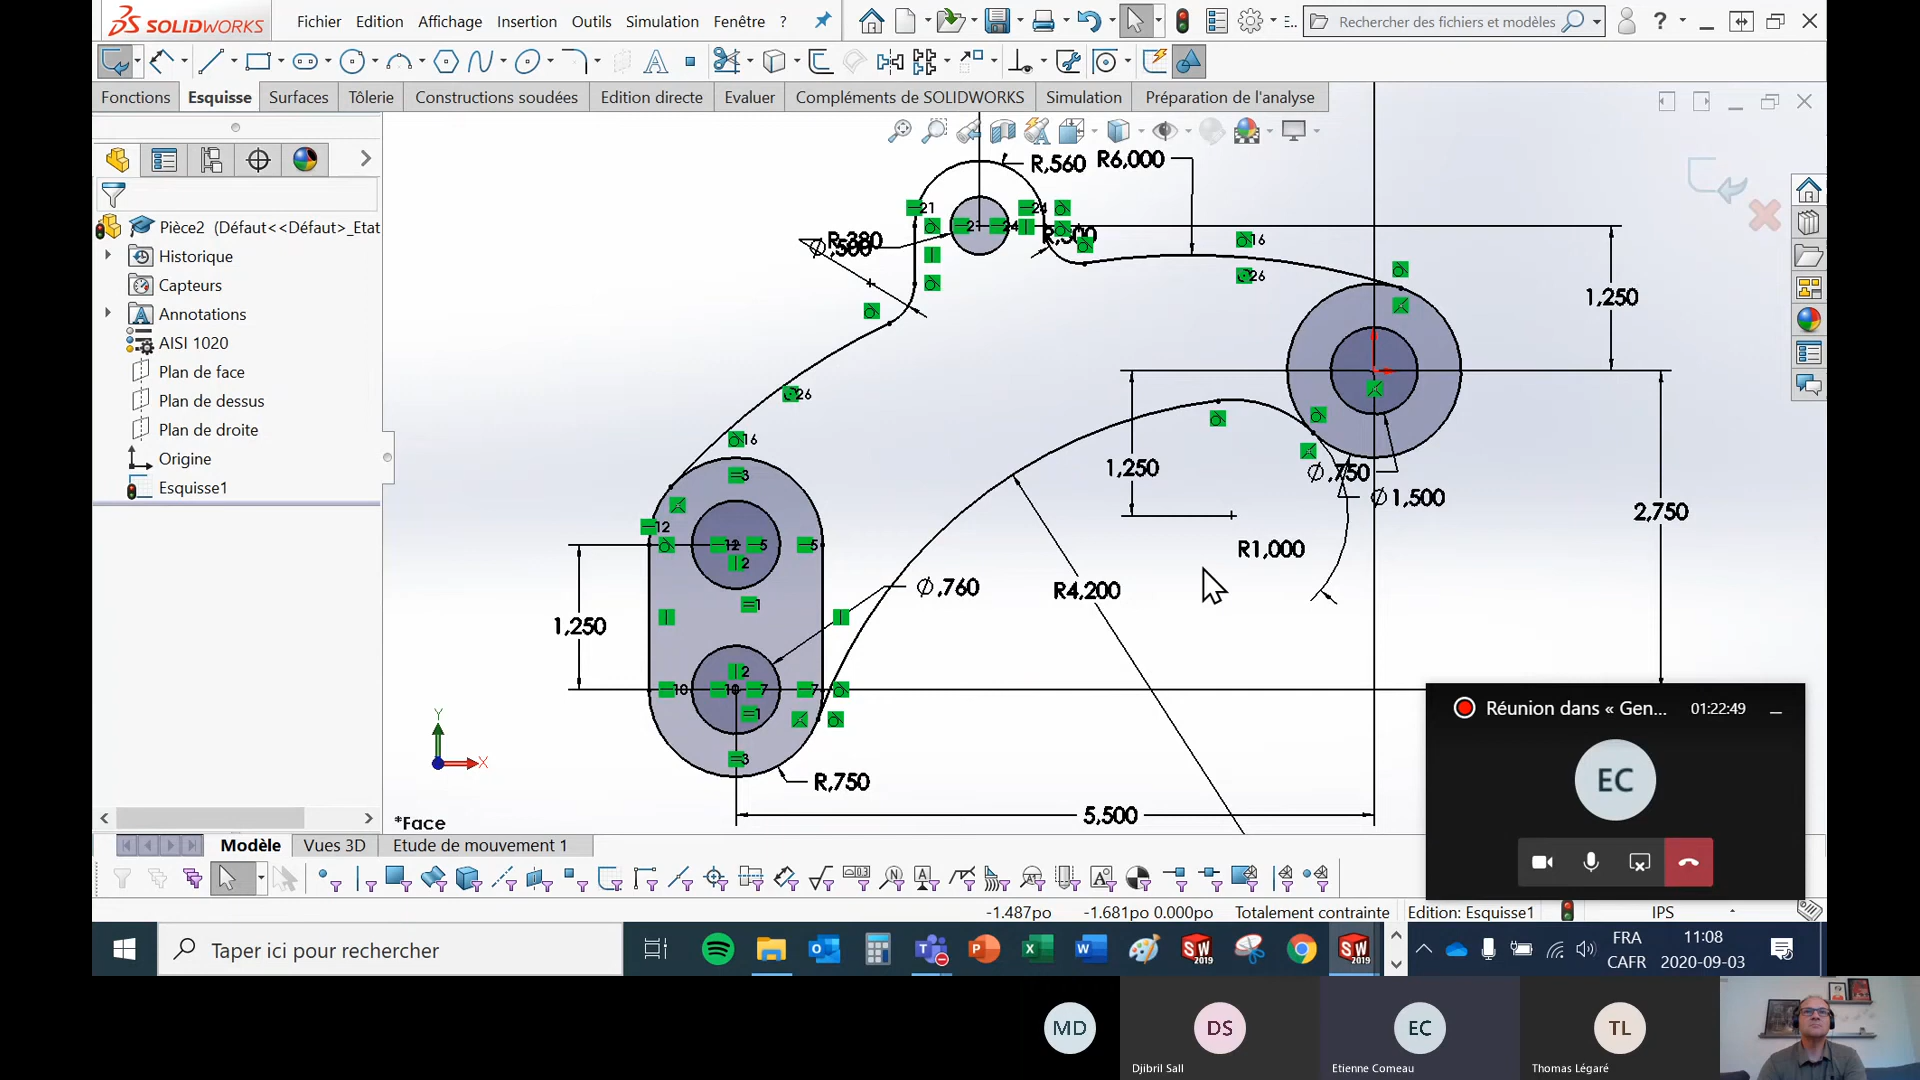 SOLIDWORKS
Fichier Edition Affichage Insertion Outils Simulation Fenêtre ?
Rechercher des fichiers et modèles
Fonctions Esquisse Surfaces Tôlerie Constructions soudées Edition directe Evaluer Compléments de SOLIDWORKS Simulation Préparation de l'analyse
Pièce2 (Défaut<<Défaut>_Etat
Historique
Capteurs
Annotations
AISI 1020
Plan de face
Plan de dessus
Plan de droite
Origine
Esquisse1
R,560
R6,000
R,380
∅,500
R,500
1,250
1,250
∅,750
∅1,500
2,750
R1,000
R4,200
∅,760
1,250
R,750
5,500
Y
X
*Face
Réunion dans « Gen... 01:22:49
EC
Modèle Vues 3D Etude de mouvement 1
-1.487po -1.681po 0.000po Totalement contrainte Edition: Esquisse1 IPS
Taper ici pour rechercher
FRA
CAFR
11:08
2020-09-03
MD
DS
Djibril Sall
EC
Etienne Comeau
TL
Thomas Légaré